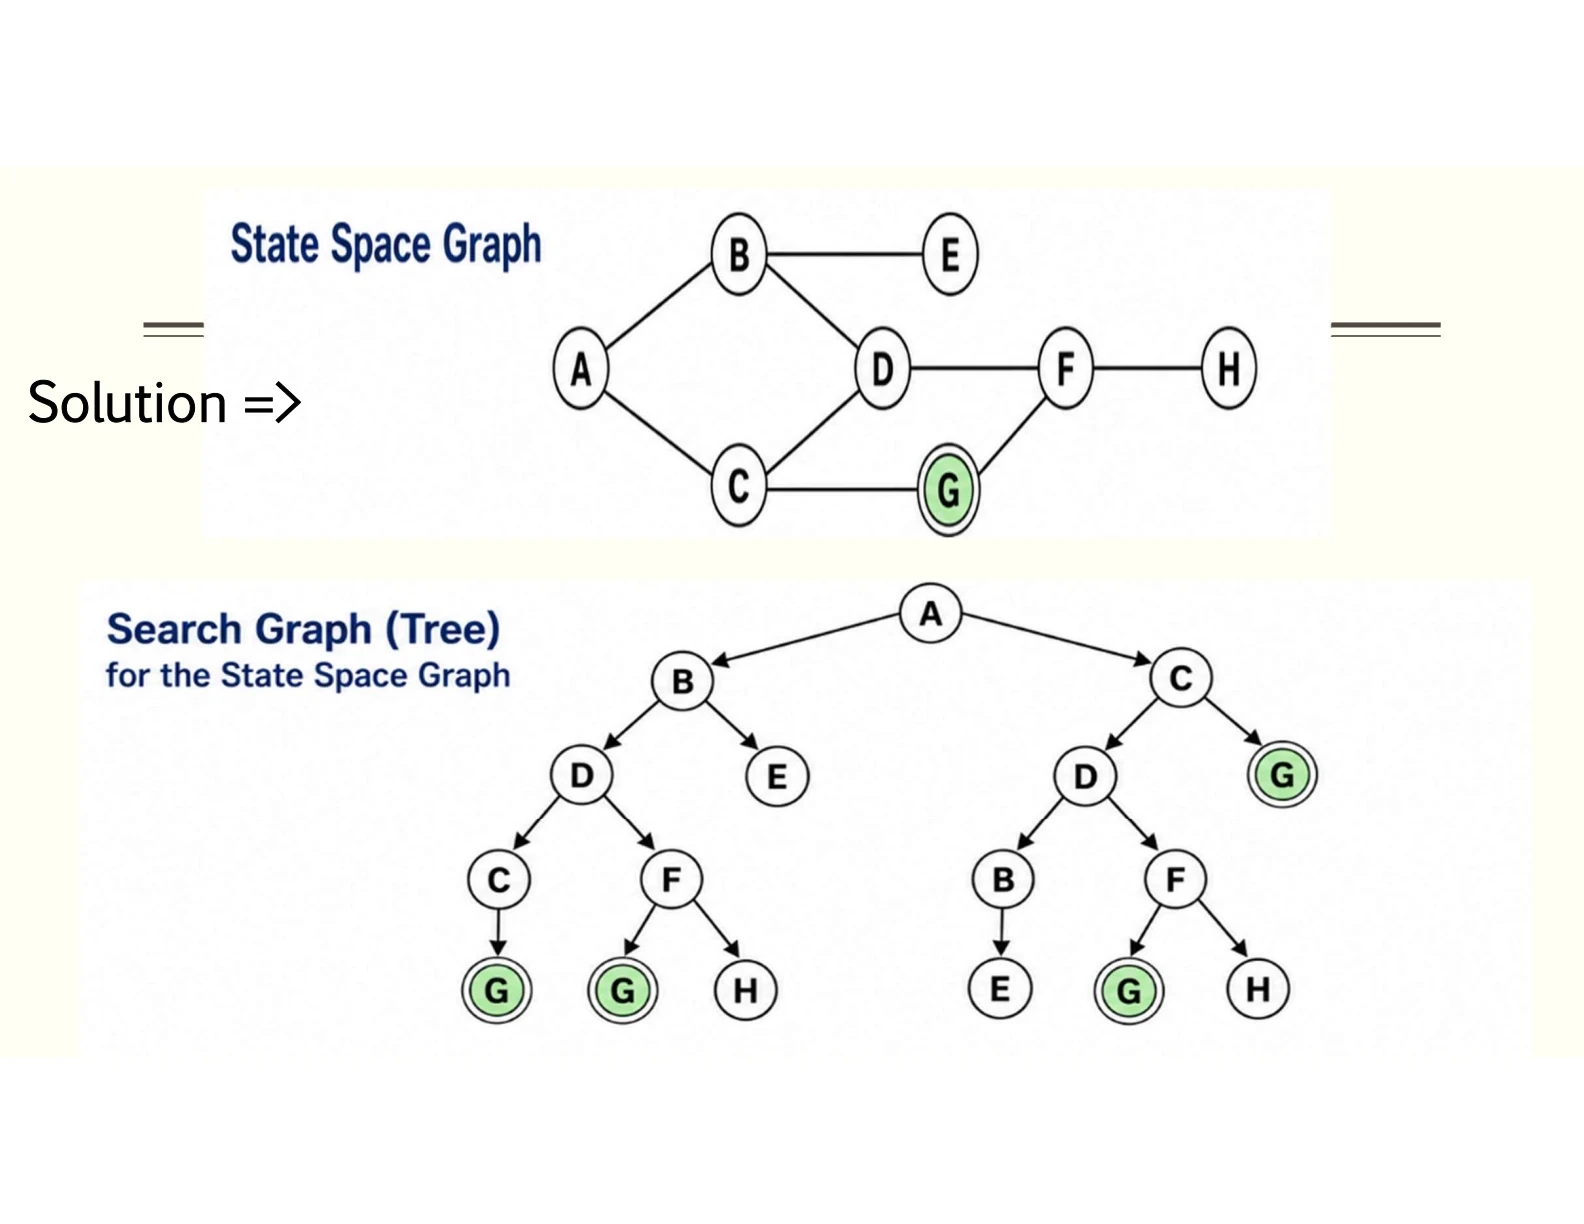 State Space Graph
B E
A D F H
Solution =>
C G
Search Graph (Tree)
for the State Space Graph
A
B C
D E D G
C F B F
G G H E G H